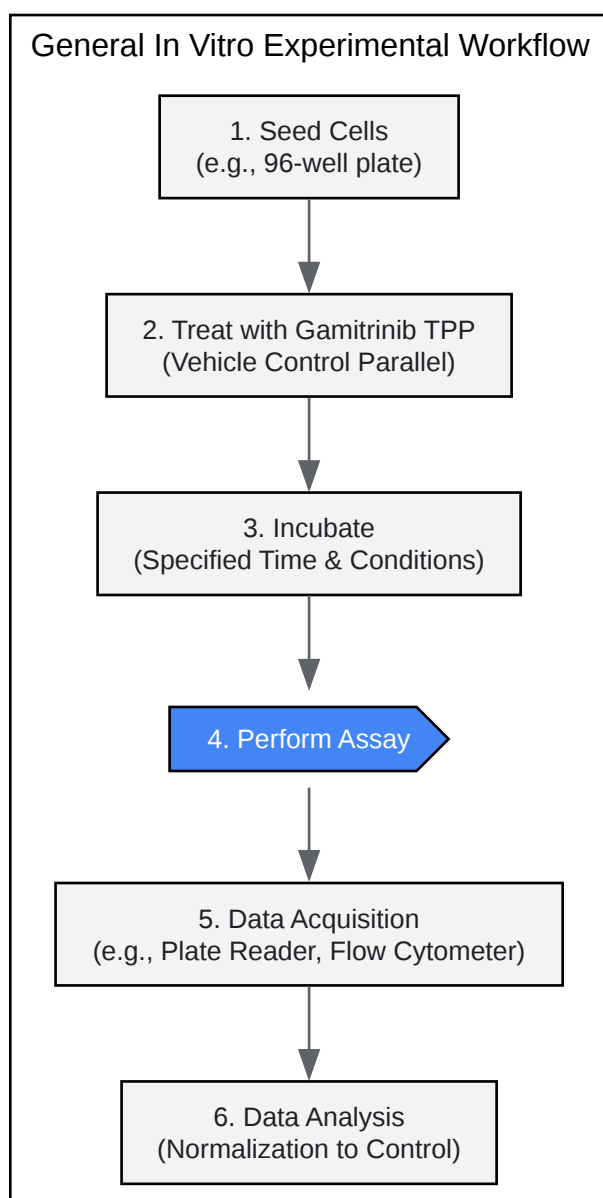 General In Vitro Experimental Workflow
1. Seed Cells
(e.g., 96-well plate)
2. Treat with Gamitrinib TPP
(Vehicle Control Parallel)
3. Incubate
(Specified Time & Conditions)
4. Perform Assay
5. Data Acquisition
(e.g., Plate Reader, Flow Cytometer)
6. Data Analysis
(Normalization to Control)